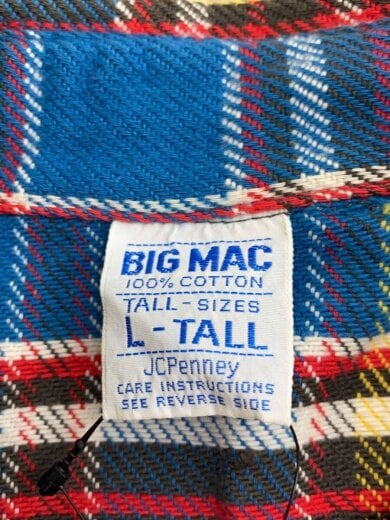 BIG MAC
100% COTTON
TALL-SIZES
L-TALL
JCPenney
CARE INSTRUCTIONS
SEE REVERSE SIDE